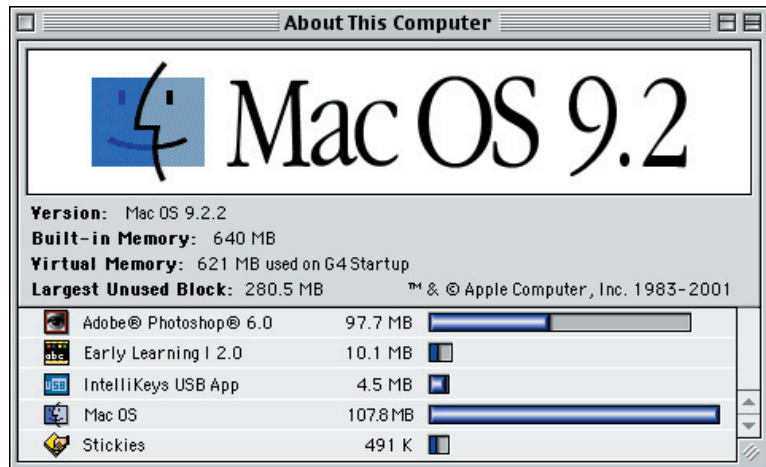 About This Computer
Mac OS 9.2
Version: Mac OS 9.2.2
Built-in Memory: 640 MB
Virtual Memory: 621 MB used on G4 Startup
Largest Unused Block: 280.5 MB ™ & © Apple Computer, Inc. 1983-2001
Adobe® Photoshop® 6.0 97.7 MB
abc Early Learning I 2.0 10.1 MB
USB IntelliKeys USB App 4.5 MB
Mac OS 107.8 MB
Stickies 491 K